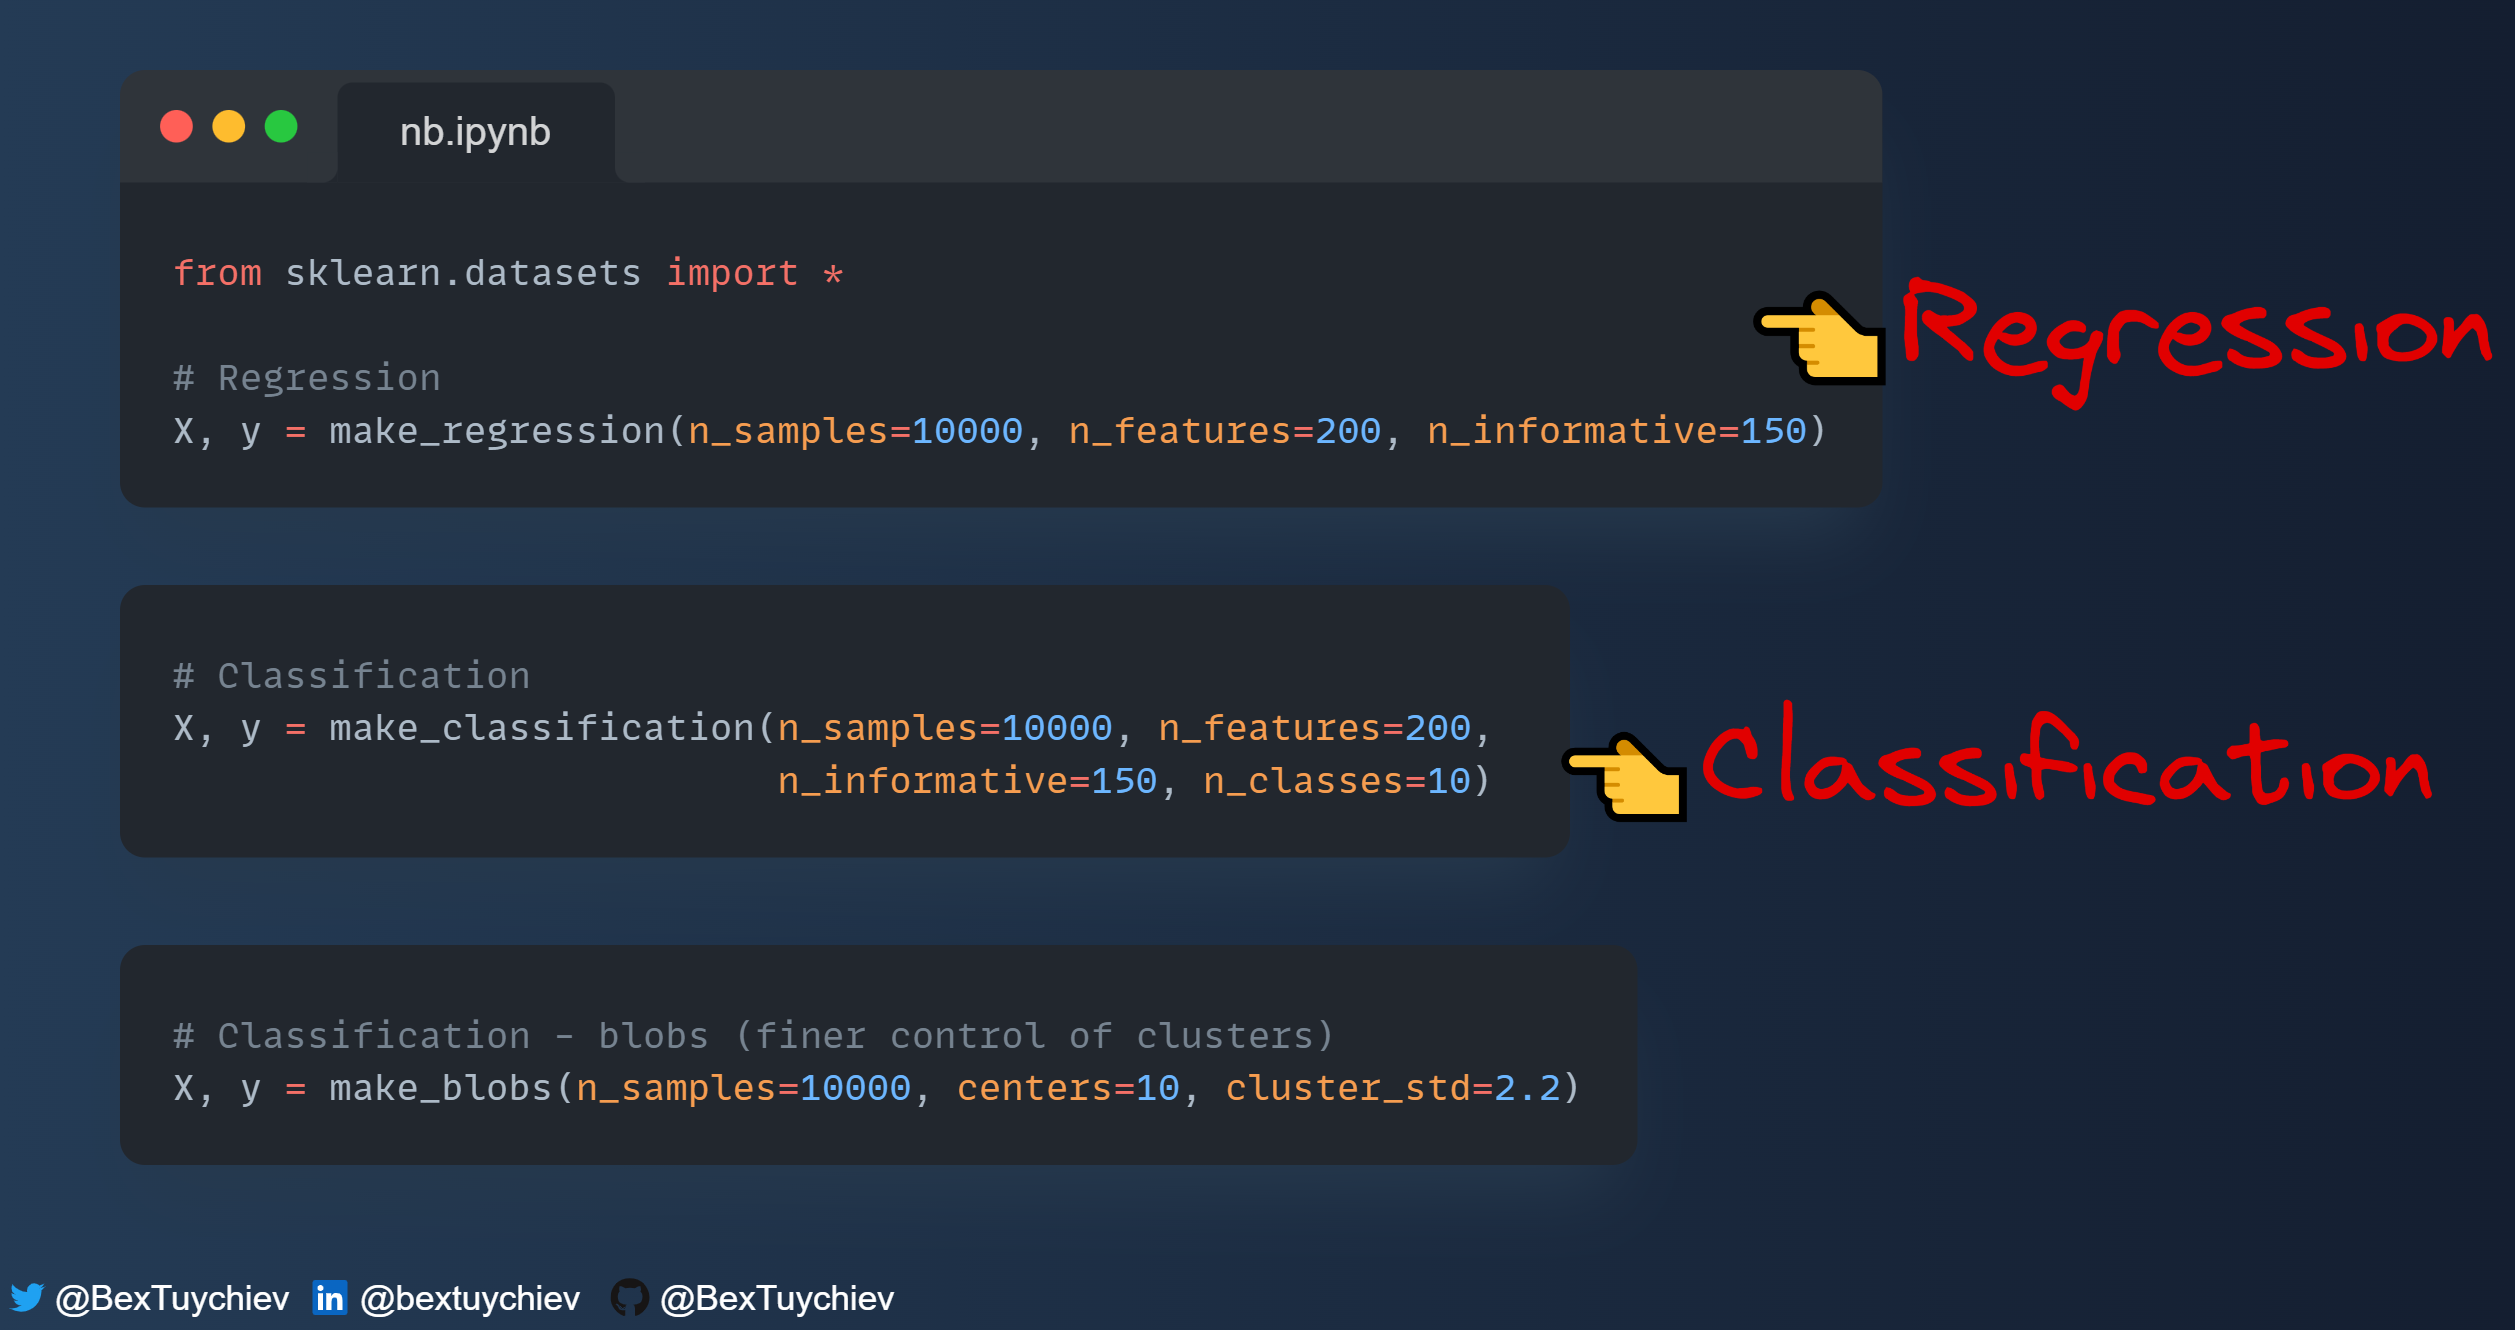 nb.ipynb
from sklearn.datasets import *
# Regression
X, y = make_regression(n_samples=10000, n_features=200, n_informative=150)
Regression
# Classification
X, y = make_classification(n_samples=10000, n_features=200,
n_informative=150, n_classes=10)
Classification
# Classification - blobs (finer control of clusters)
X, y = make_blobs(n_samples=10000, centers=10, cluster_std=2.2)
@BexTuychiev in @bextuychiev @BexTuychiev